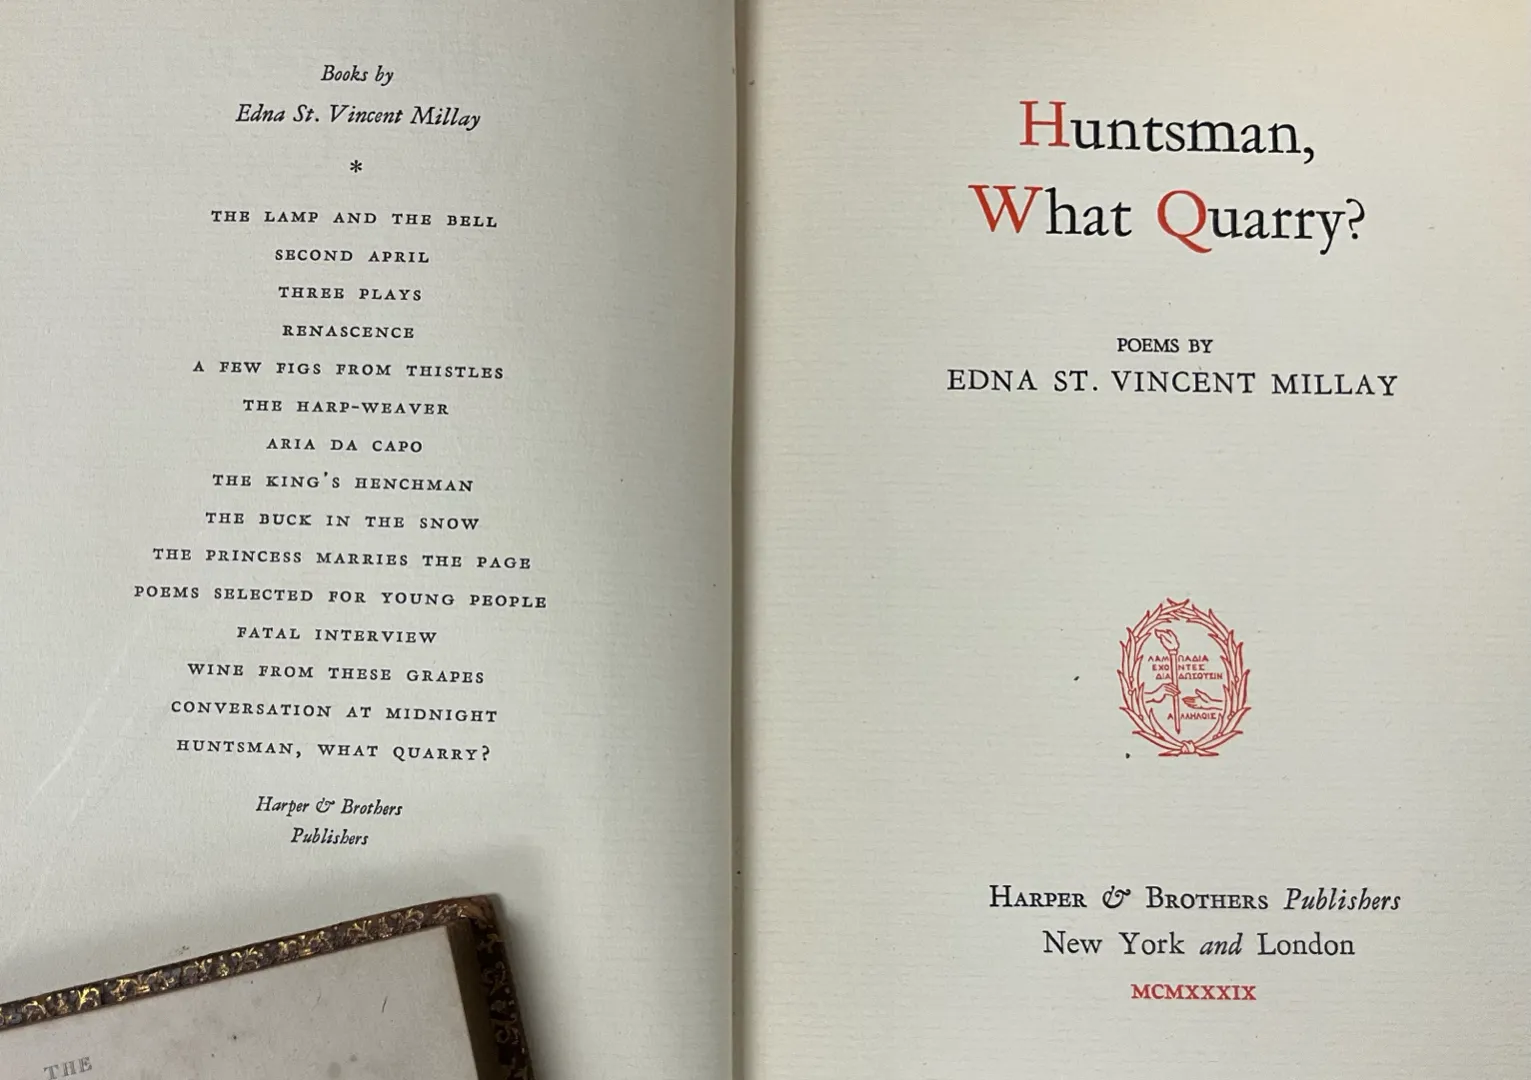 Books by
Edna St. Vincent Millay
*
THE LAMP AND THE BELL
SECOND APRIL
THREE PLAYS
RENASCENCE
A FEW FIGS FROM THISTLES
THE HARP-WEAVER
ARIA DA CAPO
THE KING'S HENCHMAN
THE BUCK IN THE SNOW
THE PRINCESS MARRIES THE PAGE
POEMS SELECTED FOR YOUNG PEOPLE
FATAL INTERVIEW
WINE FROM THESE GRAPES
CONVERSATION AT MIDNIGHT
HUNTSMAN, WHAT QUARRY?
Harper & Brothers
Publishers
THE
Huntsman,
What Quarry?
POEMS BY
EDNA ST. VINCENT MILLAY
ΛΑΜΠΑΔΙΑ
ΕΧΟΝΤΕΣ
ΔΙΑΔΩΣΟΥΣΙΝ
ΑΛΛΗΛΟΙΣ
HARPER & BROTHERS Publishers
New York and London
MCMXXXIX